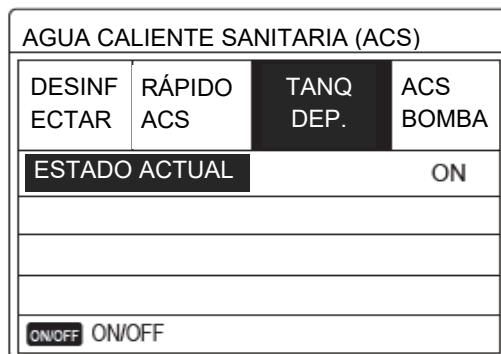 AGUA CALIENTE SANITARIA (ACS)
DESINF
ECTAR
RÁPIDO
ACS
TANQ
DEP.
ACS
BOMBA
ESTADO ACTUAL ON
ON/OFF ON/OFF